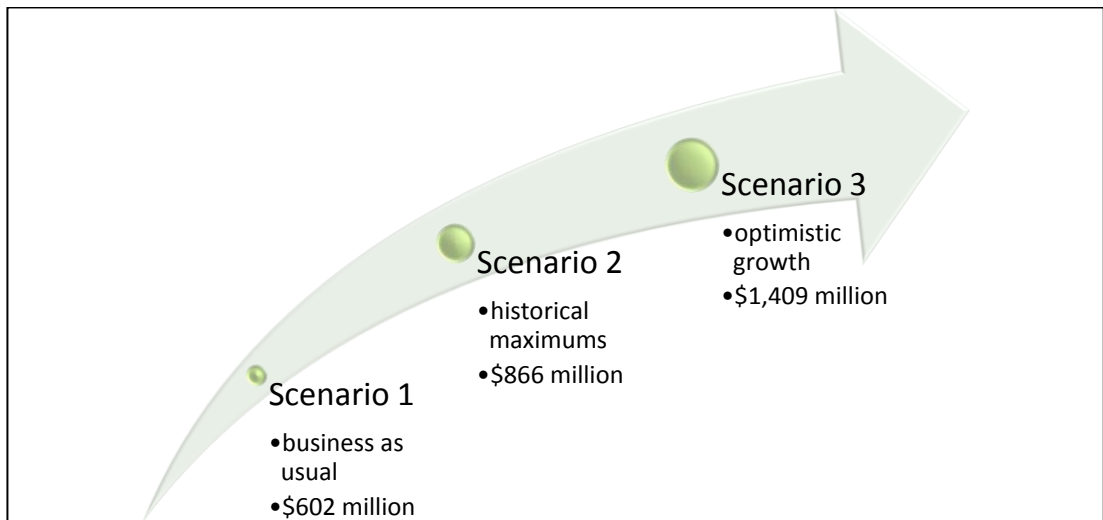 Scenario 1
•business as
usual
•$602 million
Scenario 2
•historical
maximums
•$866 million
Scenario 3
•optimistic
growth
•$1,409 million